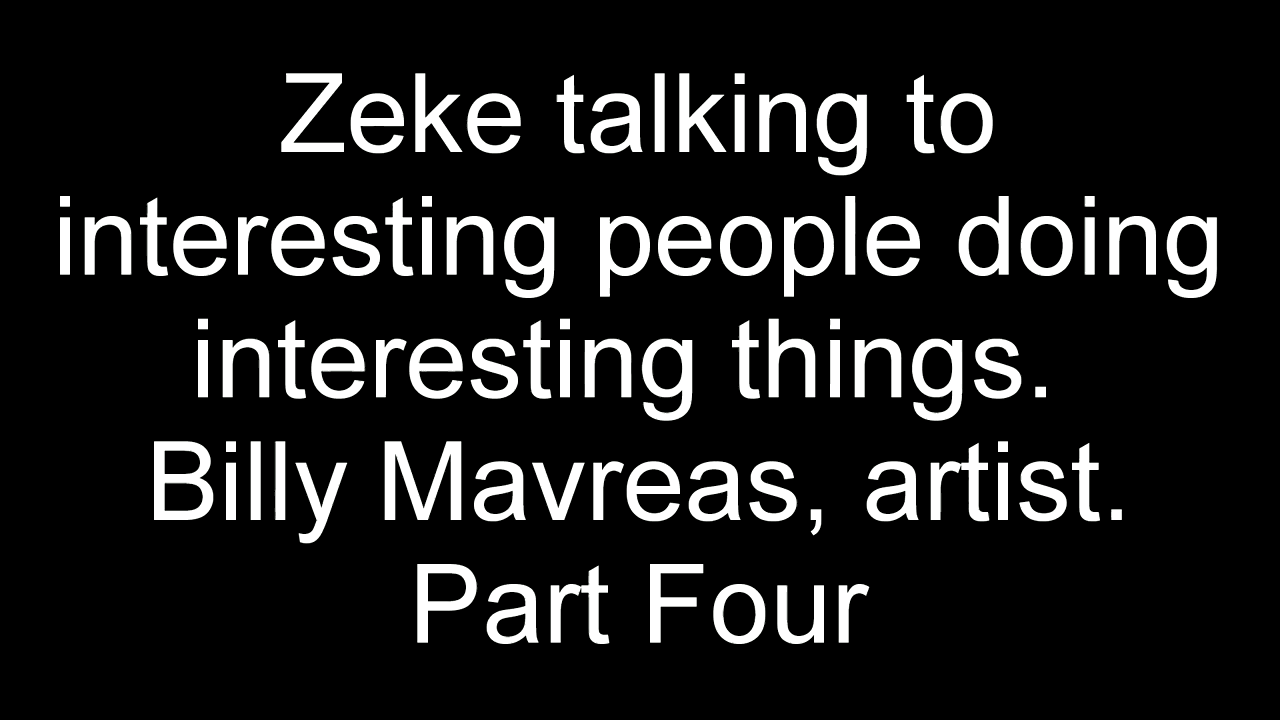 Zeke talking to
interesting people doing
interesting things.
Billy Mavreas, artist.
Part Four